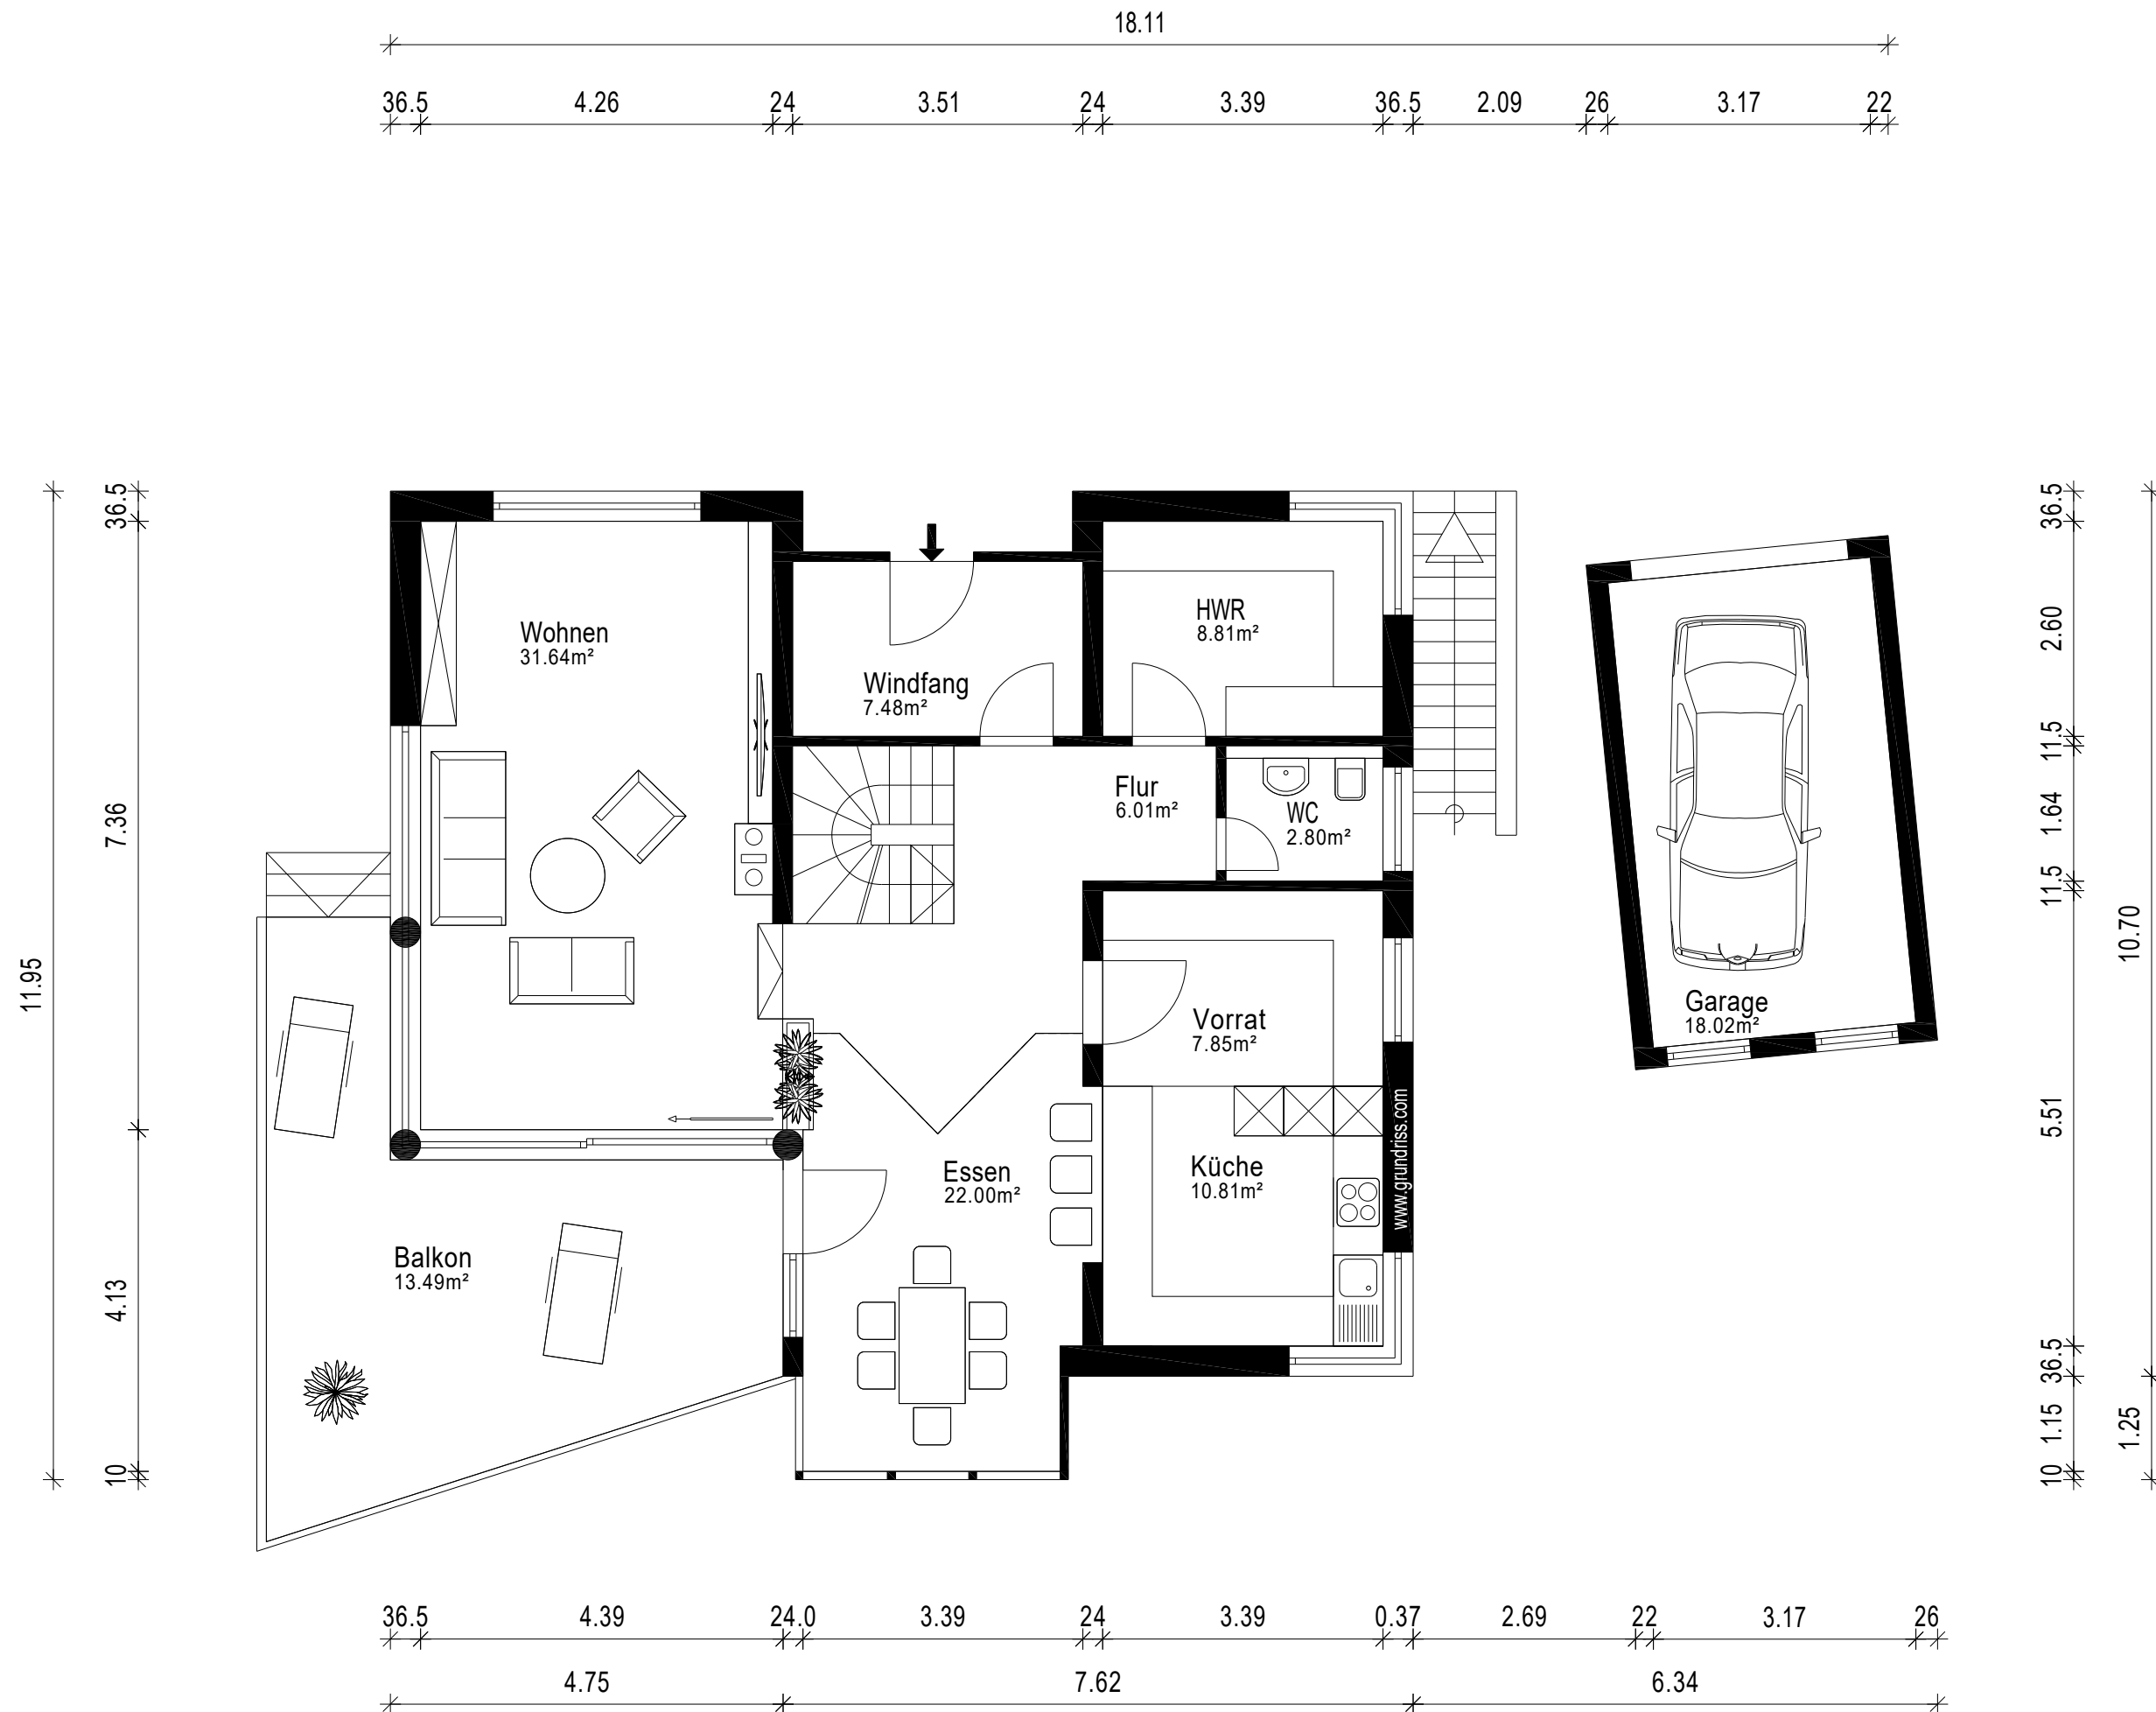 18.11
36.5 4.26 24 3.51 24 3.39 36.5 2.09 26 3.17 22
36.5
7.36
4.13
10
11.95
Wohnen
31.64m²
Windfang
7.48m²
HWR
8.81m²
Flur
6.01m²
WC
2.80m²
Garage
18.02m²
Vorrat
7.85m²
Küche
10.81m²
Essen
22.00m²
Balkon
13.49m²
www.grundriss.com
36.5
2.60
11.5
1.64
11.5
5.51
36.5
1.15
10
10.70
1.25
36.5 4.39 24.0 3.39 24 3.39 0.37 2.69 22 3.17 26
4.75 7.62 6.34